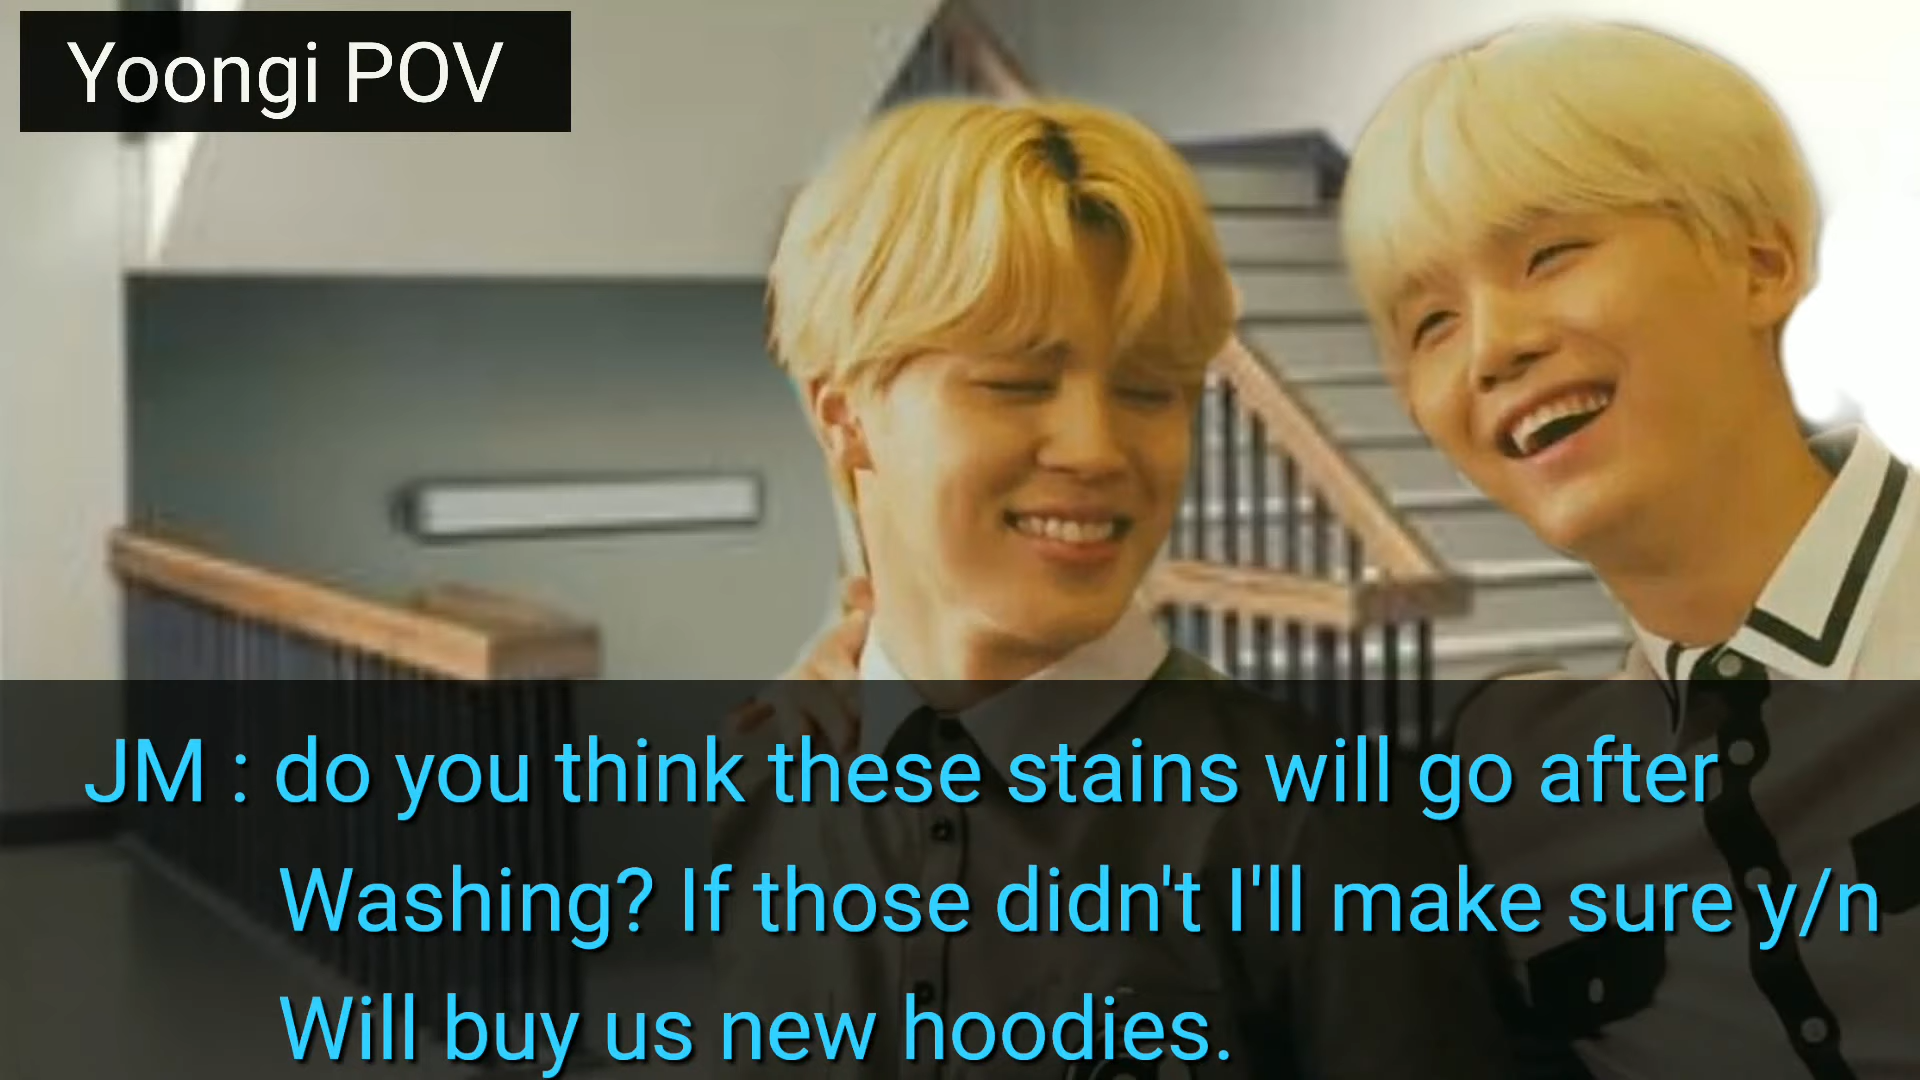 Yoongi POV
JM : do you think these stains will go after
Washing? If those didn't I'll make sure y/n
Will buy us new hoodies.